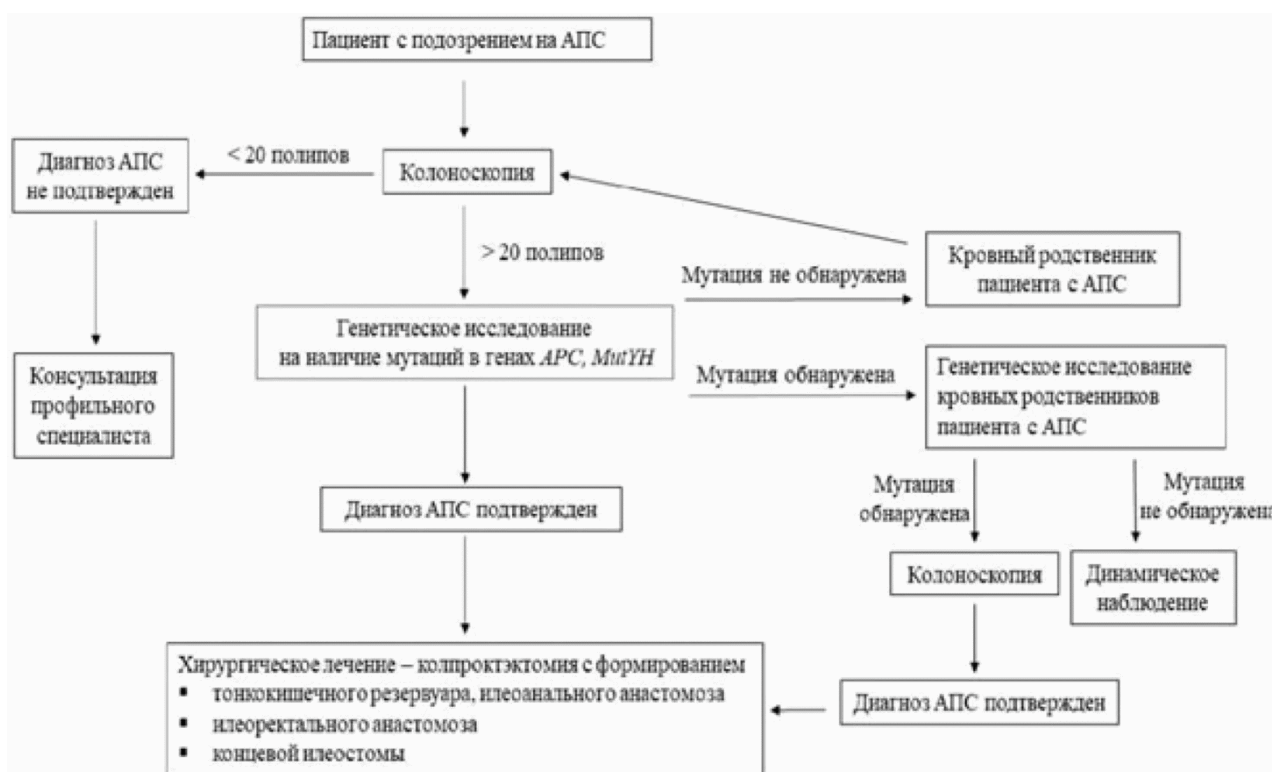 Пациент с подозрением на АПС
Диагноз АПС
не подтвержден
< 20 полипов
Колоноскопия
> 20 полипов
Мутация не обнаружена
Кровный родственник
пациента с АПС
Генетическое исследование
на наличие мутаций в генах APC, MutYH
Мутация обнаружена
Генетическое исследование
кровных родственников
пациента с АПС
Консультация
профильного
специалиста
Мутация
обнаружена
Мутация
не обнаружена
Диагноз АПС подтвержден
Колоноскопия
Динамическое
наблюдение
Хирургическое лечение – колпроктэктомия с формированием
▪ тонкокишечного резервуара, илеоанального анастомоза
▪ илеоректального анастомоза
▪ концевой илеостомы
Диагноз АПС подтвержден